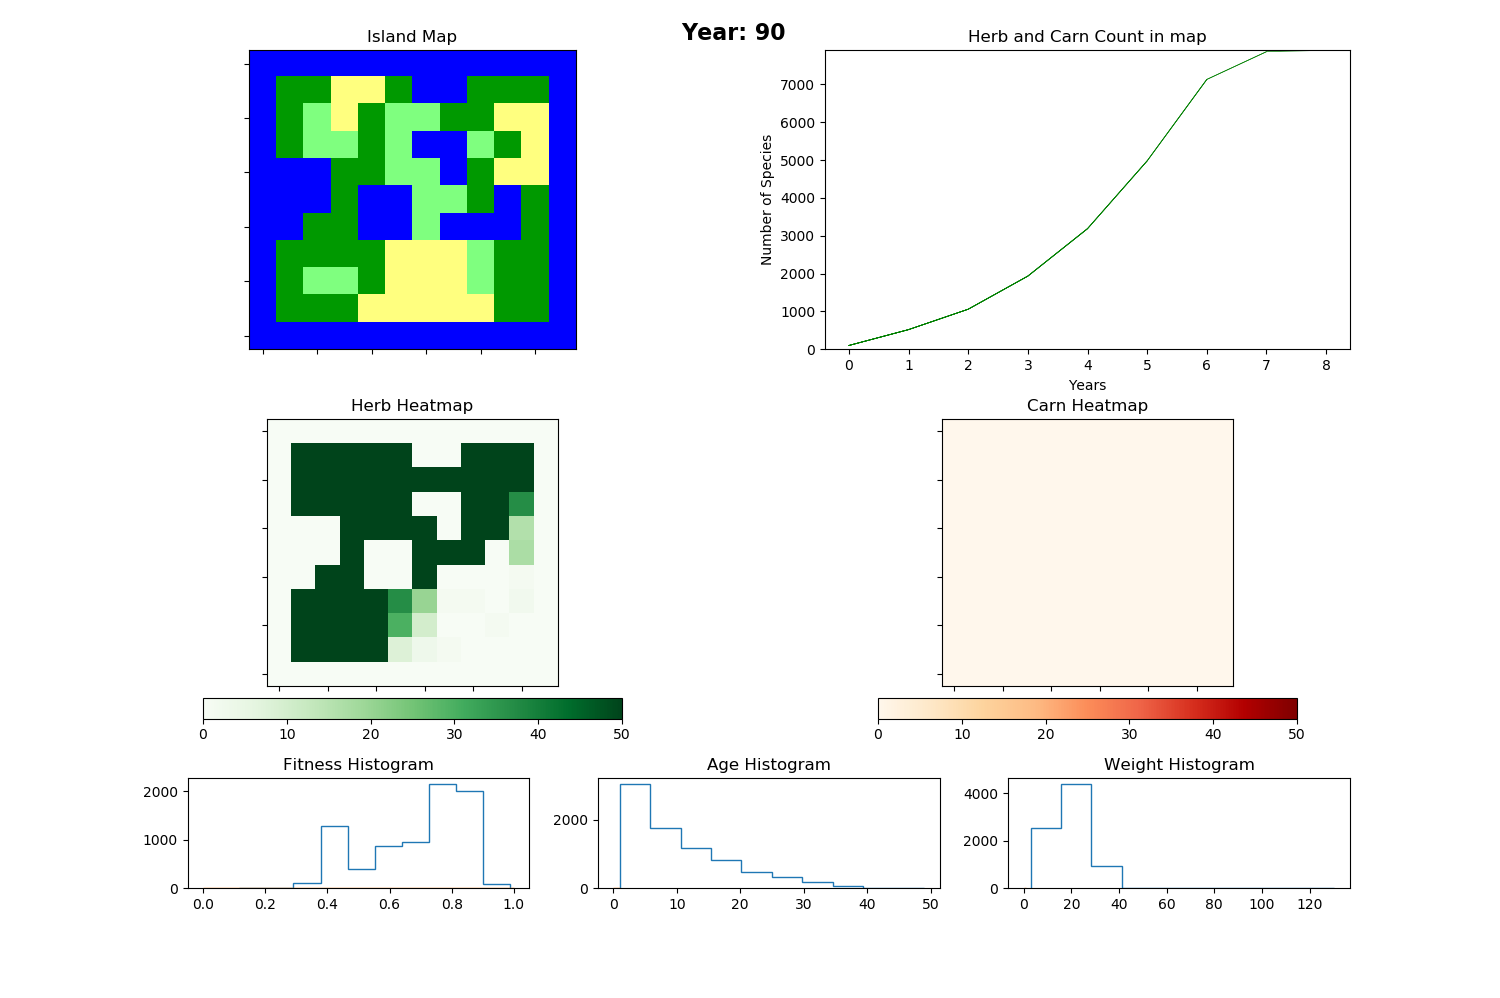 Year: 90
Island Map
Herb and Carn Count in map
7000
6000
5000
4000
3000
2000
1000
0
Number of Species
0 1 2 3 4 5 6 7 8
Years
Herb Heatmap
Carn Heatmap
0 10 20 30 40 50
0 10 20 30 40 50
Fitness Histogram
2000
1000
0
0.0 0.2 0.4 0.6 0.8 1.0
Age Histogram
2000
0
0 10 20 30 40 50
Weight Histogram
4000
2000
0
0 20 40 60 80 100 120